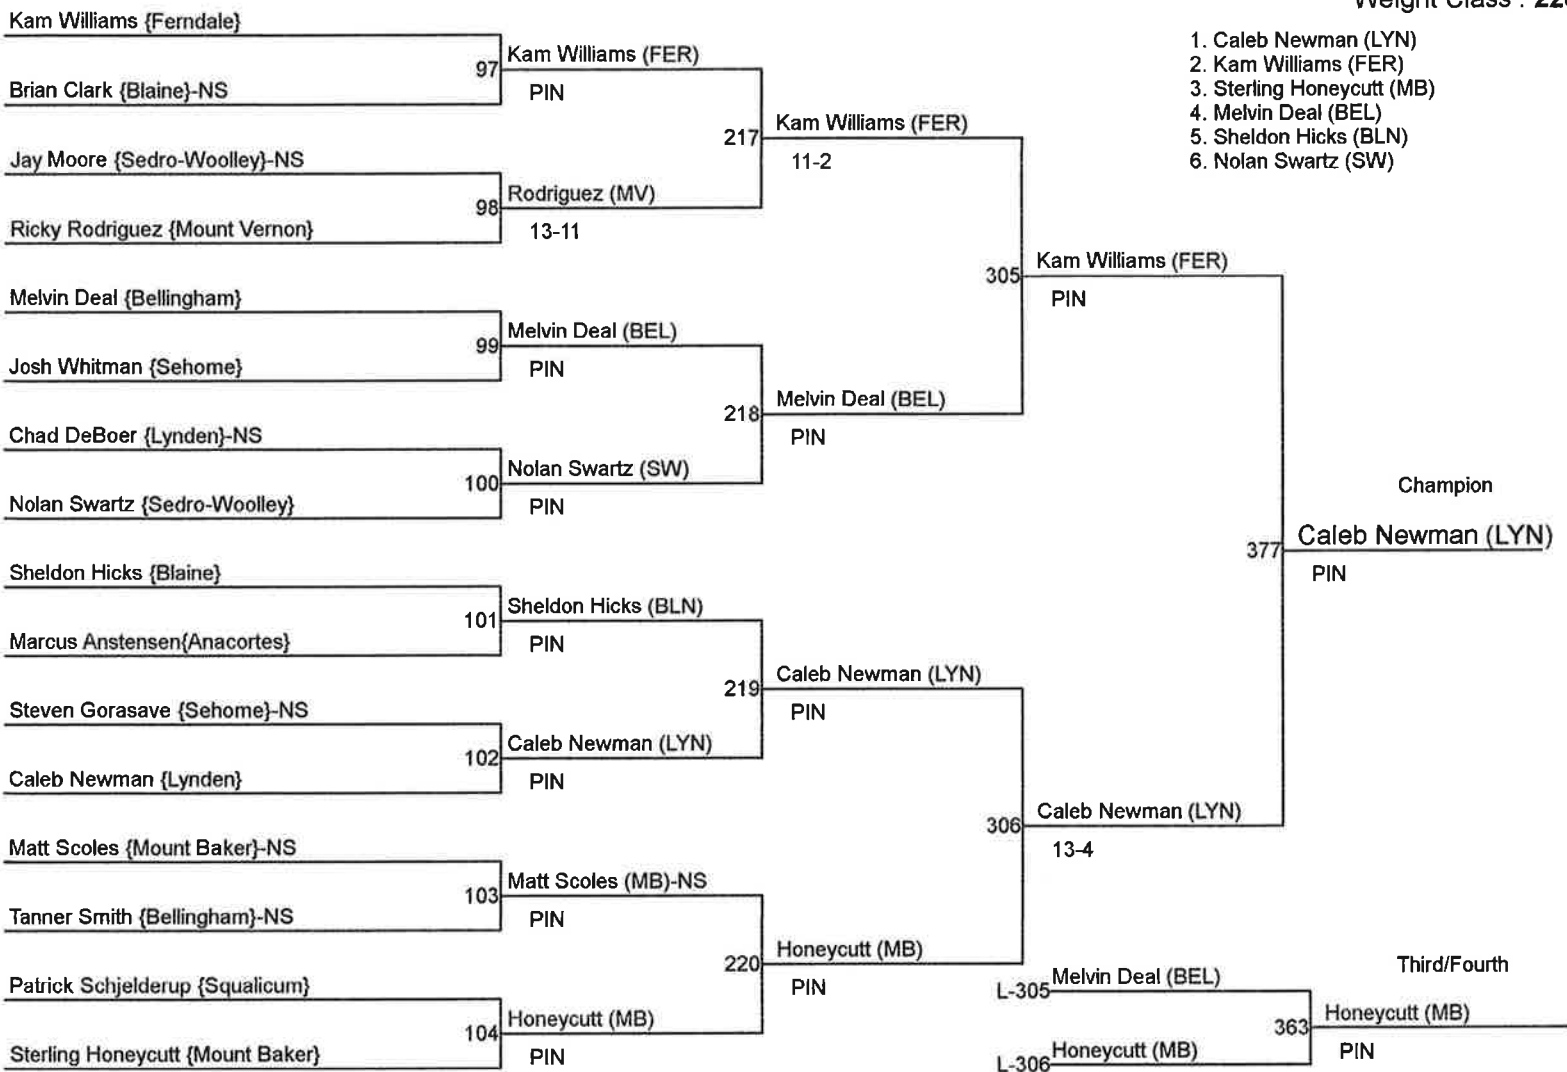 Weight Class :
1. Caleb Newman (LYN)
2. Kam Williams (FER)
3. Sterling Honeycutt (MB)
4. Melvin Deal (BEL)
5. Sheldon Hicks (BLN)
6. Nolan Swartz (SW)
Kam Williams {Ferndale}
Brian Clark {Blaine}-NS
Jay Moore {Sedro-Woolley}-NS
Ricky Rodriguez {Mount Vernon}
Melvin Deal {Bellingham}
Josh Whitman {Sehome}
Chad DeBoer {Lynden}-NS
Nolan Swartz {Sedro-Woolley}
Sheldon Hicks {Blaine}
Marcus Anstensen{Anacortes}
Steven Gorasave {Sehome}-NS
Caleb Newman {Lynden}
Matt Scoles {Mount Baker}-NS
Tanner Smith {Bellingham}-NS
Patrick Schjelderup {Squalicum}
Sterling Honeycutt {Mount Baker}
97 Kam Williams (FER)
PIN
98 Rodriguez (MV)
13-11
99 Melvin Deal (BEL)
PIN
100 Nolan Swartz (SW)
PIN
101 Sheldon Hicks (BLN)
PIN
102 Caleb Newman (LYN)
PIN
103 Matt Scoles (MB)-NS
PIN
104 Honeycutt (MB)
PIN
217 Kam Williams (FER)
11-2
218 Melvin Deal (BEL)
PIN
219 Caleb Newman (LYN)
PIN
220 Honeycutt (MB)
PIN
305 Kam Williams (FER)
PIN
306 Caleb Newman (LYN)
13-4
Champion
377 Caleb Newman (LYN)
PIN
Third/Fourth
L-305 Melvin Deal (BEL)
L-306 Honeycutt (MB)
363 Honeycutt (MB)
PIN